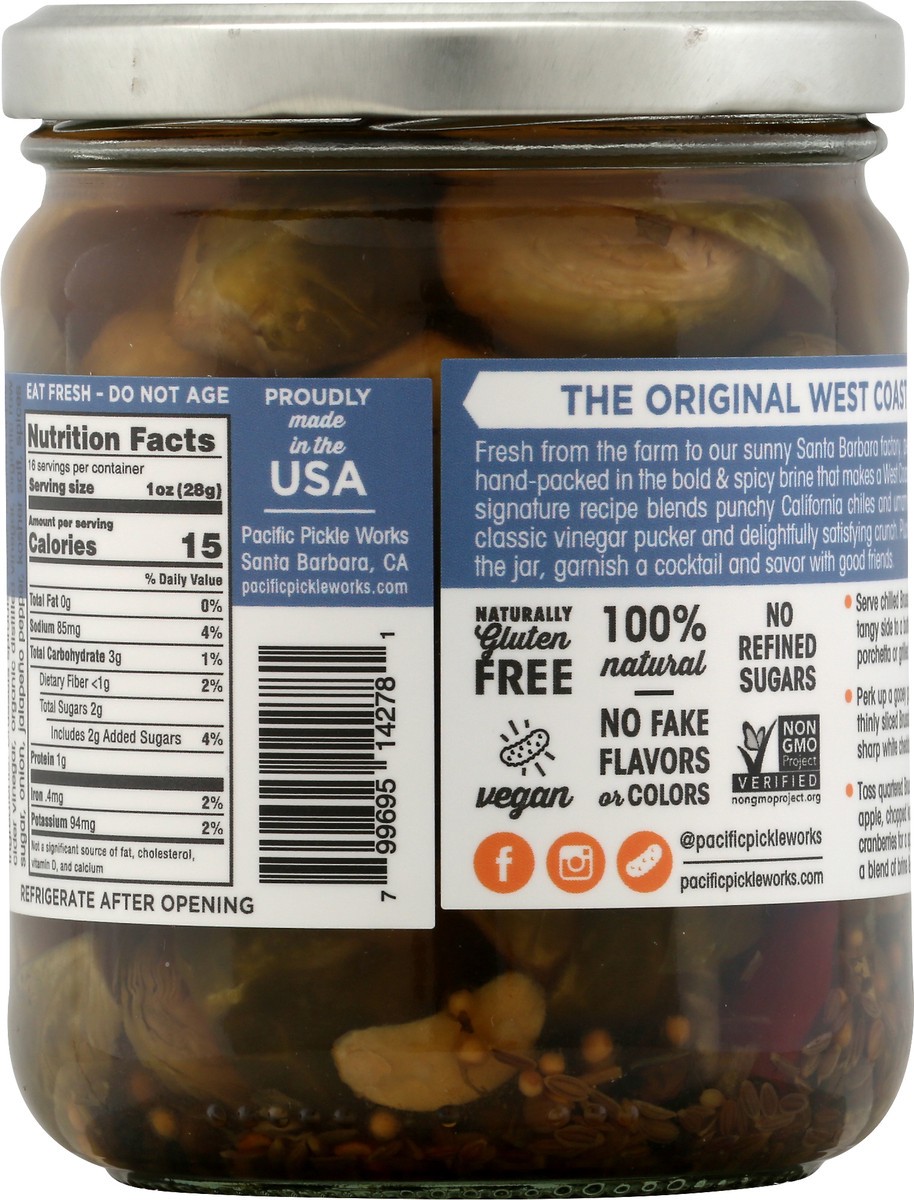 EAT FRESH - DO NOT AGE
Nutrition Facts
16 servings per container
Serving size 1oz (28g)
Amount per serving
Calories 15
% Daily Value
Total Fat 0g 0%
Sodium 85mg 4%
Total Carbohydrate 3g 1%
Dietary Fiber <1g 2%
Total Sugars 2g
Includes 2g Added Sugars 4%
Protein 1g
Iron .4mg 2%
Potassium 94mg 2%
Not a significant source of fat, cholesterol,
vitamin D, and calcium
REFRIGERATE AFTER OPENING
cider vinegar, organic
sugar, onion, jalapeño
PROUDLY
made
in the
USA
Pacific Pickle Works
Santa Barbara, CA
pacificpickleworks.com
7 99695 14278 1
THE ORIGINAL WEST COAST
Fresh from the farm to our sunny Santa Barbara factory
hand-packed in the bold & spicy brine that makes a West
signature recipe blends punchy California chiles and
classic vinegar pucker and delightfully satisfying crunch.
the jar, garnish a cocktail and savor with good friends.
NATURALLY
Gluten
FREE
vegan
100%
natural
NO FAKE
FLAVORS
or COLORS
NO
REFINED
SUGARS
NON
GMO
Project
VERIFIED
nongmoproject.org
f
@pacificpickleworks
pacificpickleworks.com
• Serve chilled
tangy side to a
porchetta or
• Perk up a
thinly sliced
sharp white
• Toss quartered
apple, chopped
cranberries for a
a blend of brine